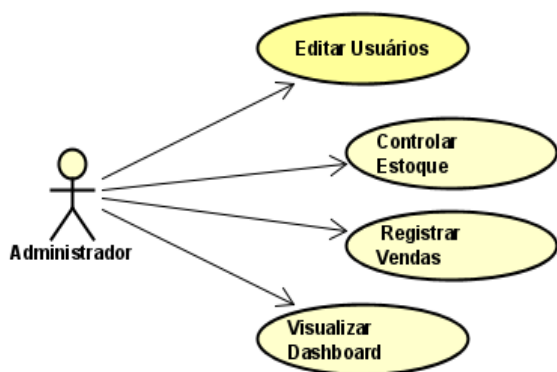 Editar Usuários
Controlar
Estoque
Administrador
Registrar
Vendas
Visualizar
Dashboard